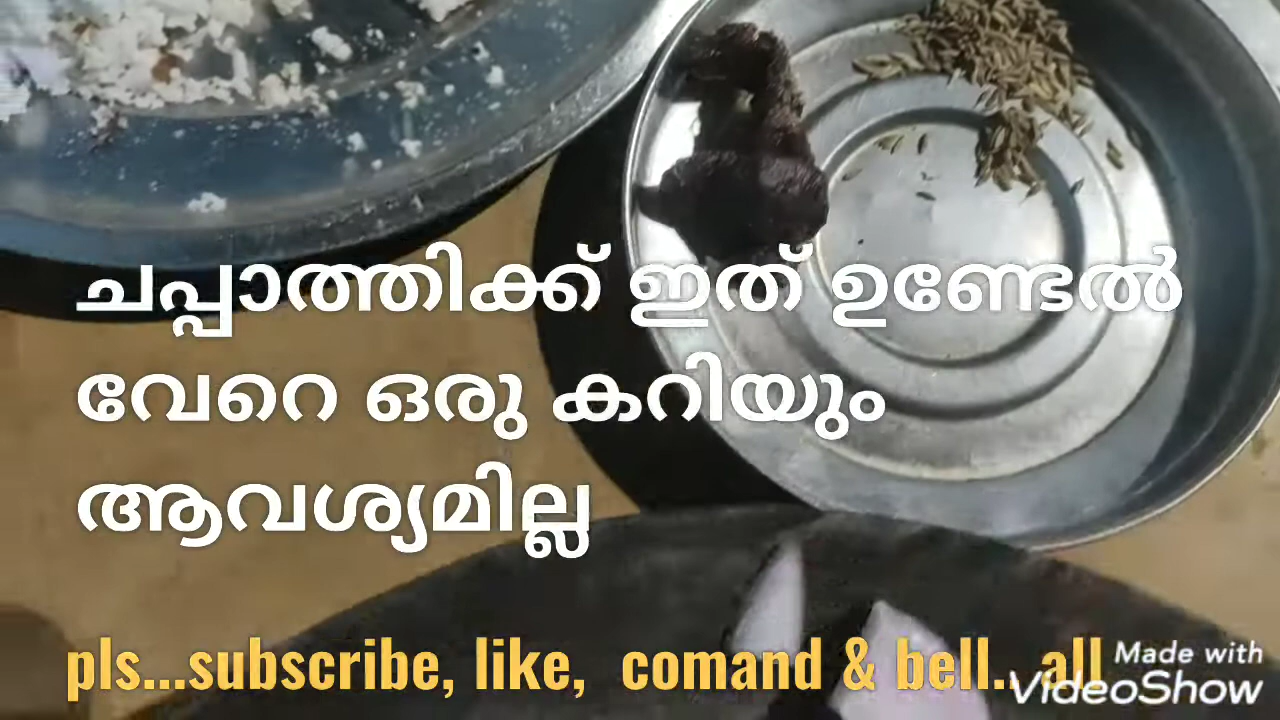 ചപ്പാത്തിക്ക് ഇത് ഉണ്ടേൽ
വേറെ ഒരു കറിയും
ആവശ്യമില്ല
pls...subscribe, like, comand & bell.. all
Made with
VideoShow